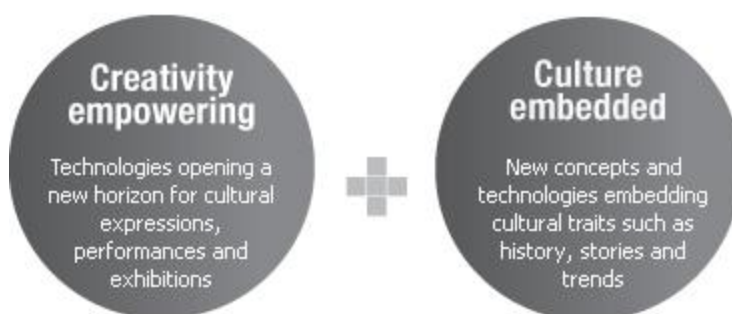 Creativity
empowering
Technologies opening a
new horizon for cultural
expressions,
performances and
exhibitions
Culture
embedded
New concepts and
technologies embedding
cultural traits such as
history, stories and
trends